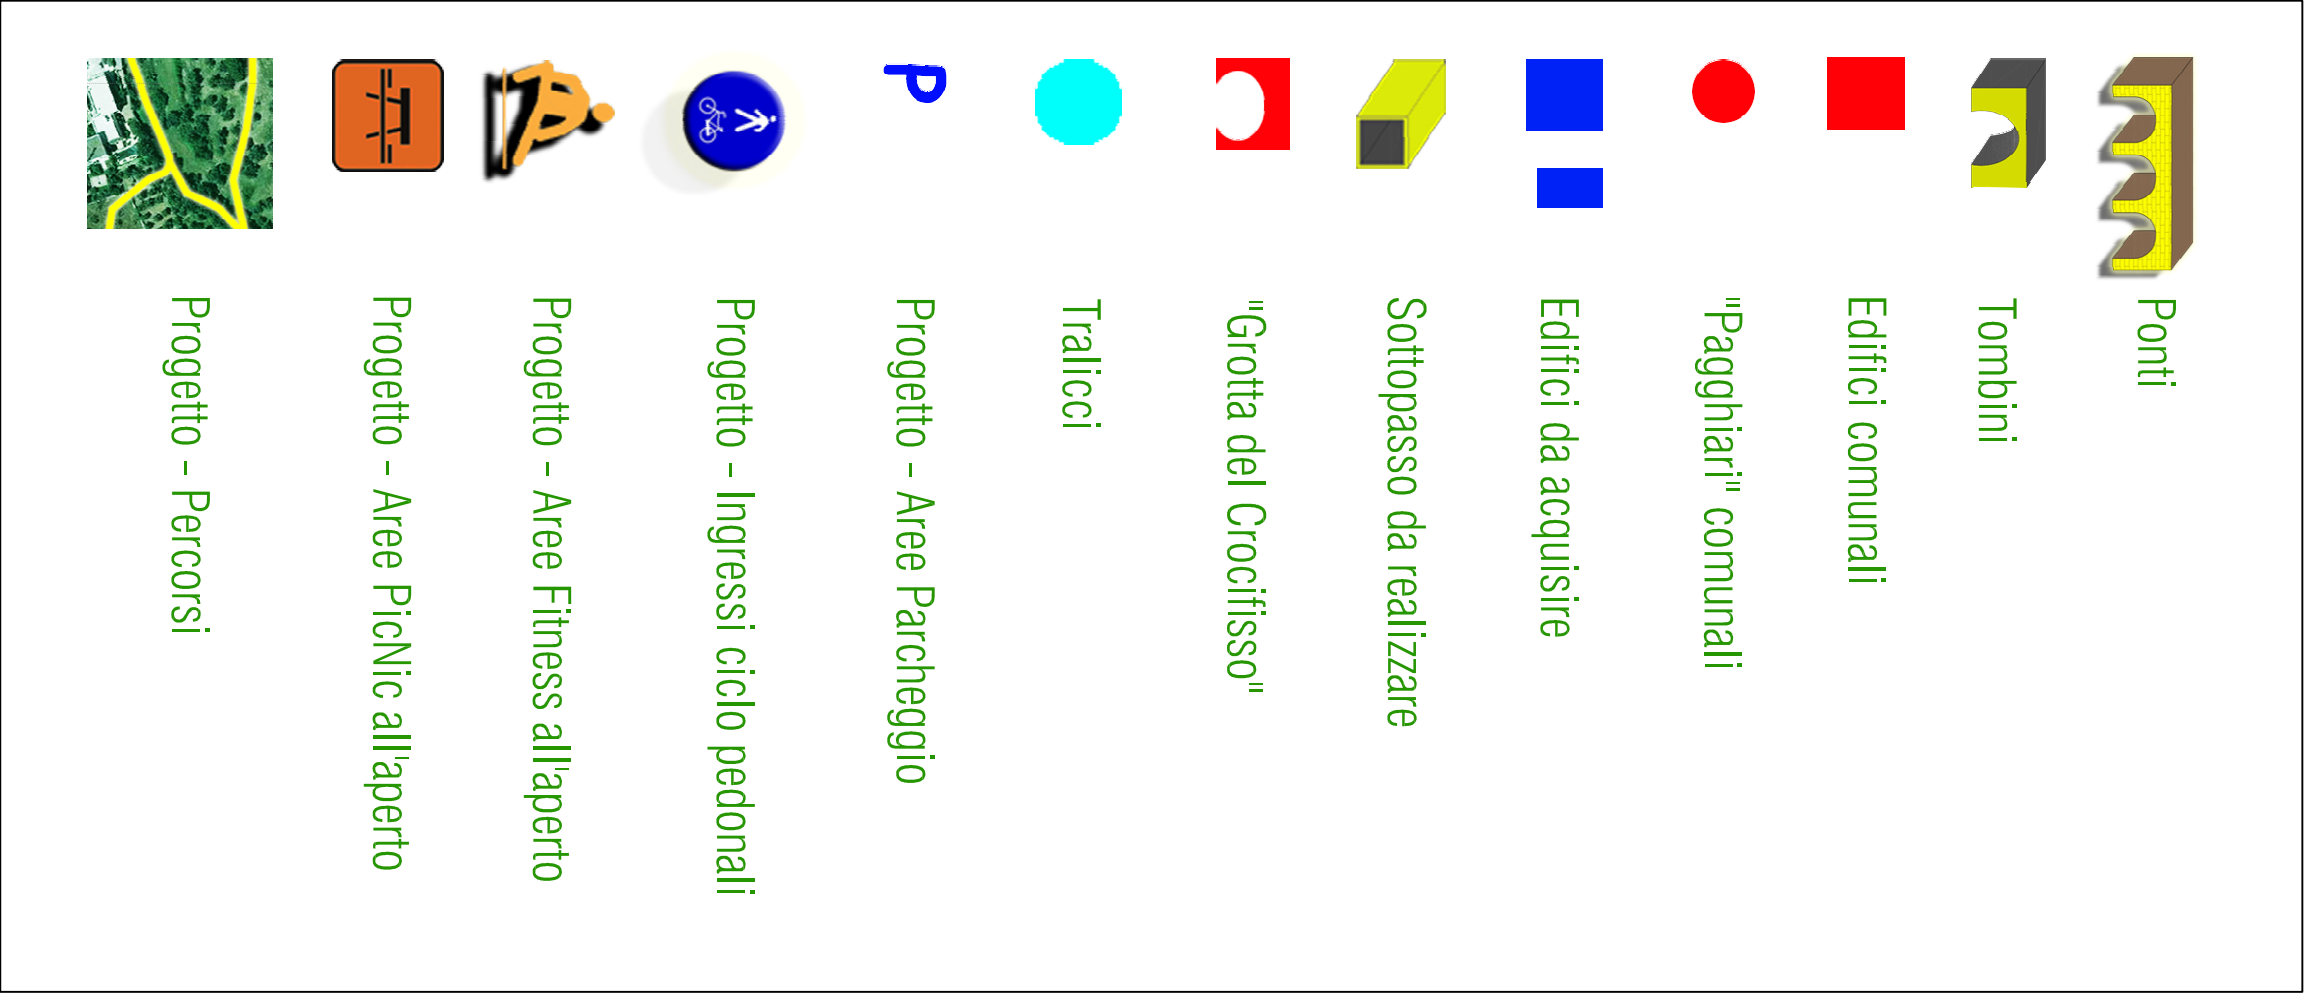 Ponti
Tombini
Edifici comunali
"Pagghiari" comunali
Edifici da acquisire
Sottopasso da realizzare
"Grotta del Crocifisso"
Tralicci
P
Progetto - Aree Parcheggio
Progetto - Ingressi ciclo pedonali
Progetto - Aree Fitness all'aperto
Progetto - Aree PicNic all'aperto
Progetto - Percorsi